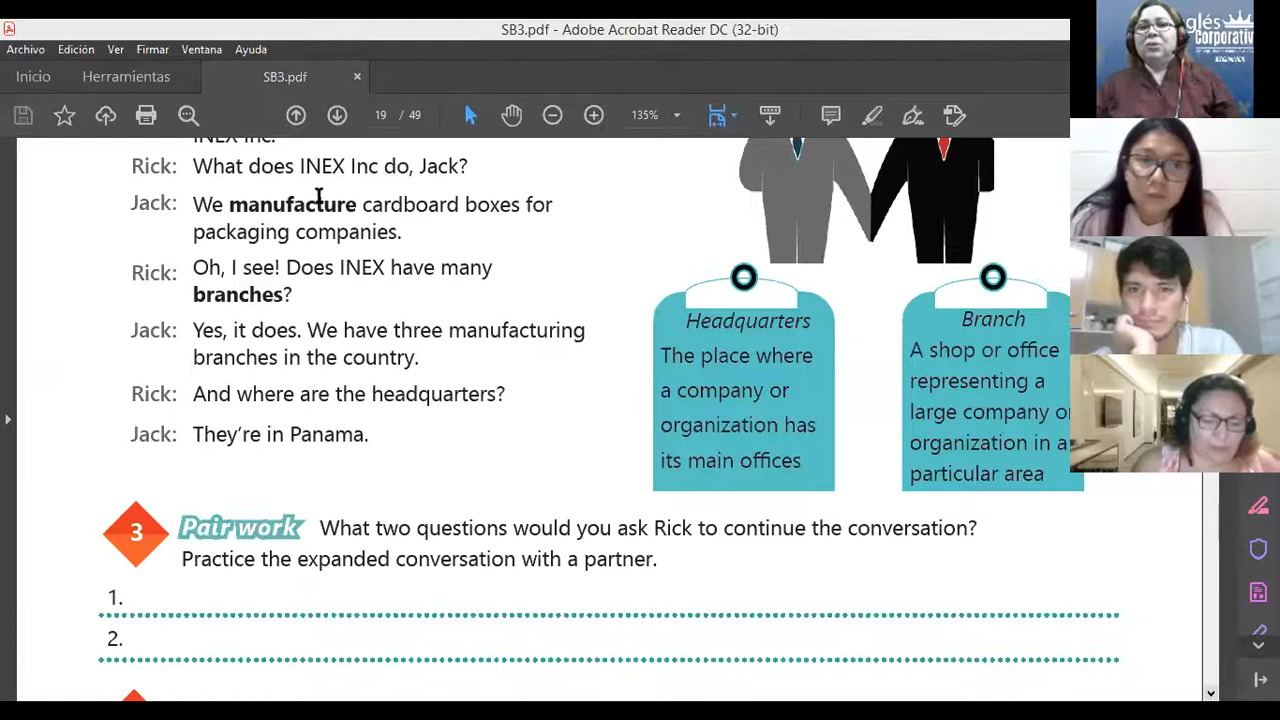 SB3.pdf - Adobe Acrobat Reader DC (32-bit)
Archivo Edición Ver Firmar Ventana Ayuda
Inicio Herramientas SB3.pdf ×
19 / 49 135%
INEX Inc.
Rick: What does INEX Inc do, Jack?
Jack: We manufacture cardboard boxes for
packaging companies.
Rick: Oh, I see! Does INEX have many
branches?
Jack: Yes, it does. We have three manufacturing
branches in the country.
Rick: And where are the headquarters?
Jack: They're in Panama.
Headquarters
The place where
a company or
organization has
its main offices
Branch
A shop or office
representing a
large company or
organization in a
particular area
3 Pair work What two questions would you ask Rick to continue the conversation?
Practice the expanded conversation with a partner.
1.
2.
glés
Corporativ